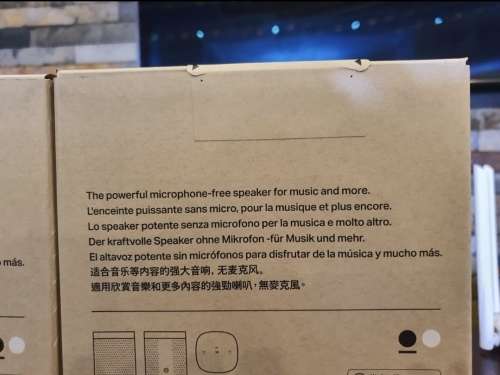 The powerful microphone-free speaker for music and more.
L'enceinte puissante sans micro, pour la musique et plus encore.
Lo speaker potente senza microfono per la musica e molto altro.
Der kraftvolle Speaker ohne Mikrofon -für Musik und mehr.
El altavoz potente sin micrófonos para disfrutar de la música y mucho más.
适合音乐等内容的强大音响，无麦克风。
適用欣賞音樂和更多內容的強勁喇叭，無麥克風。
más.